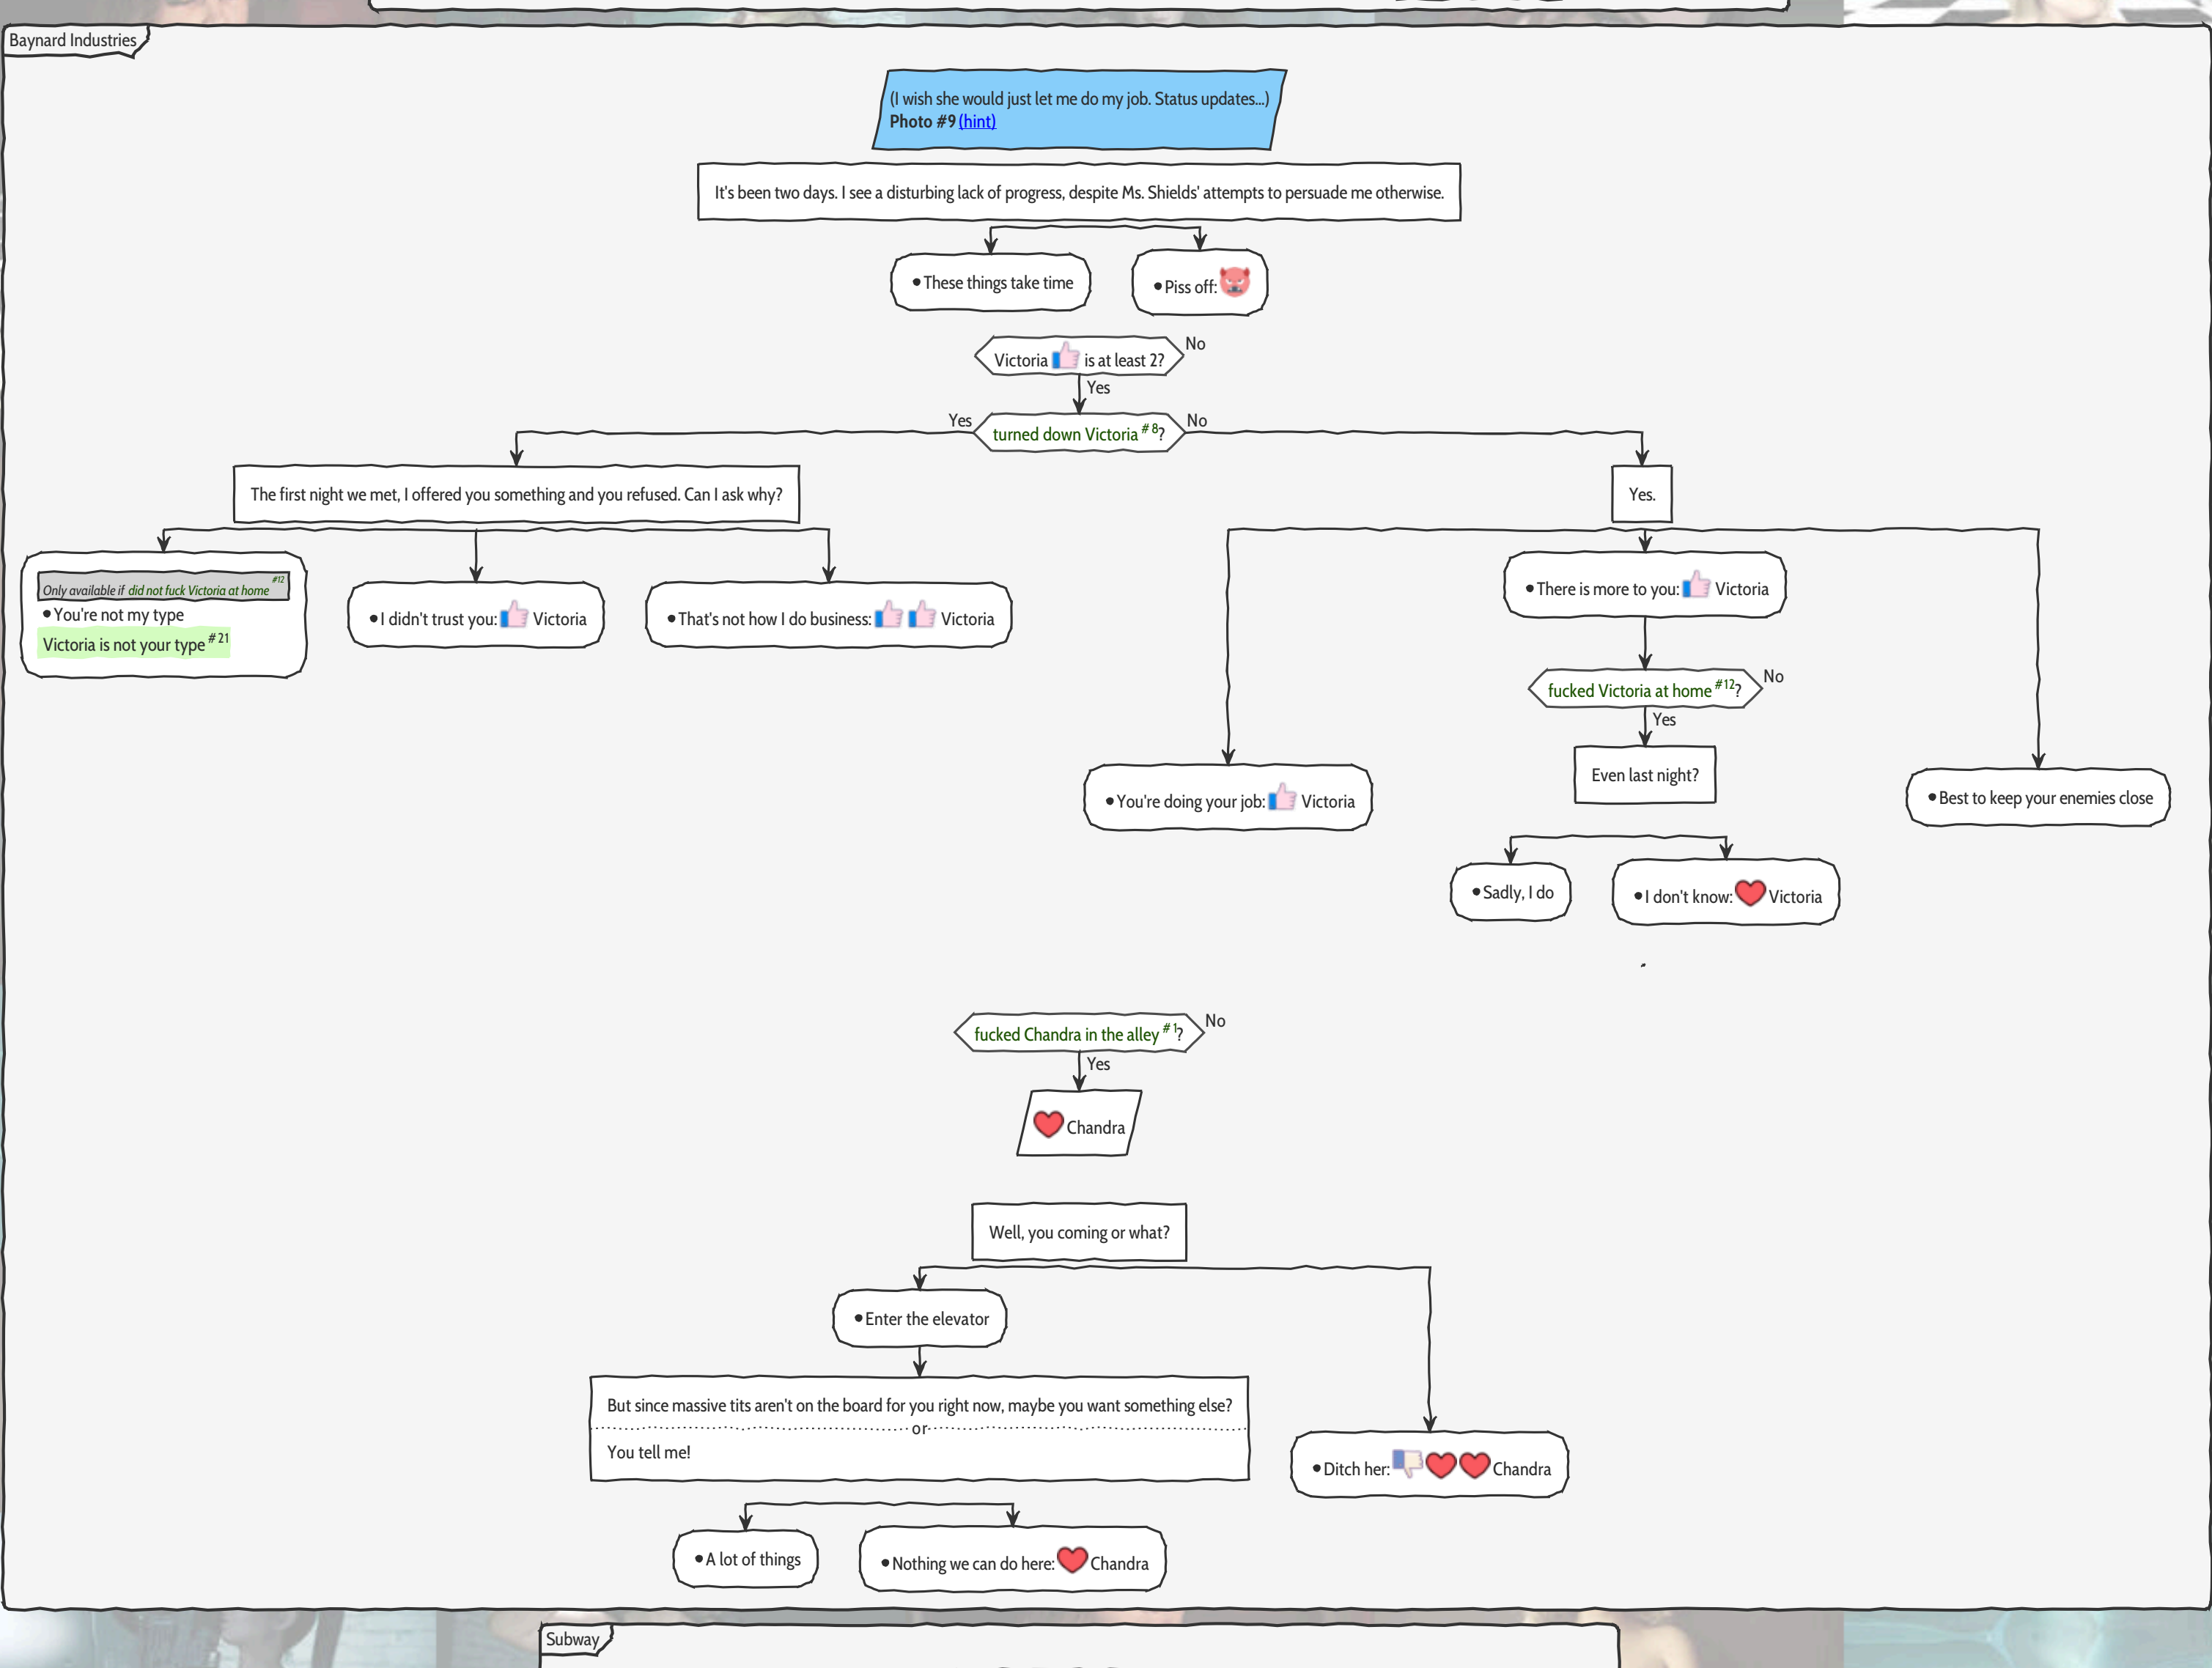 Baynard Industries
(I wish she would just let me do my job. Status updates...)
Photo #9 (hint)
It's been two days. I see a disturbing lack of progress, despite Ms. Shields' attempts to persuade me otherwise.
• These things take time
• Piss off:
Victoria is at least 2?
No
Yes
turned down Victoria #8?
Yes
No
The first night we met, I offered you something and you refused. Can I ask why?
Yes.
Only available if did not fuck Victoria at home #12
• You're not my type
Victoria is not your type #21
• I didn't trust you: Victoria
• That's not how I do business: Victoria
• There is more to you: Victoria
fucked Victoria at home #12?
No
Yes
Even last night?
• You're doing your job: Victoria
• Best to keep your enemies close
• Sadly, I do
• I don't know: Victoria
fucked Chandra in the alley #1?
No
Yes
Chandra
Well, you coming or what?
• Enter the elevator
But since massive tits aren't on the board for you right now, maybe you want something else?
or
You tell me!
• Ditch her: Chandra
• A lot of things
• Nothing we can do here: Chandra
Subway